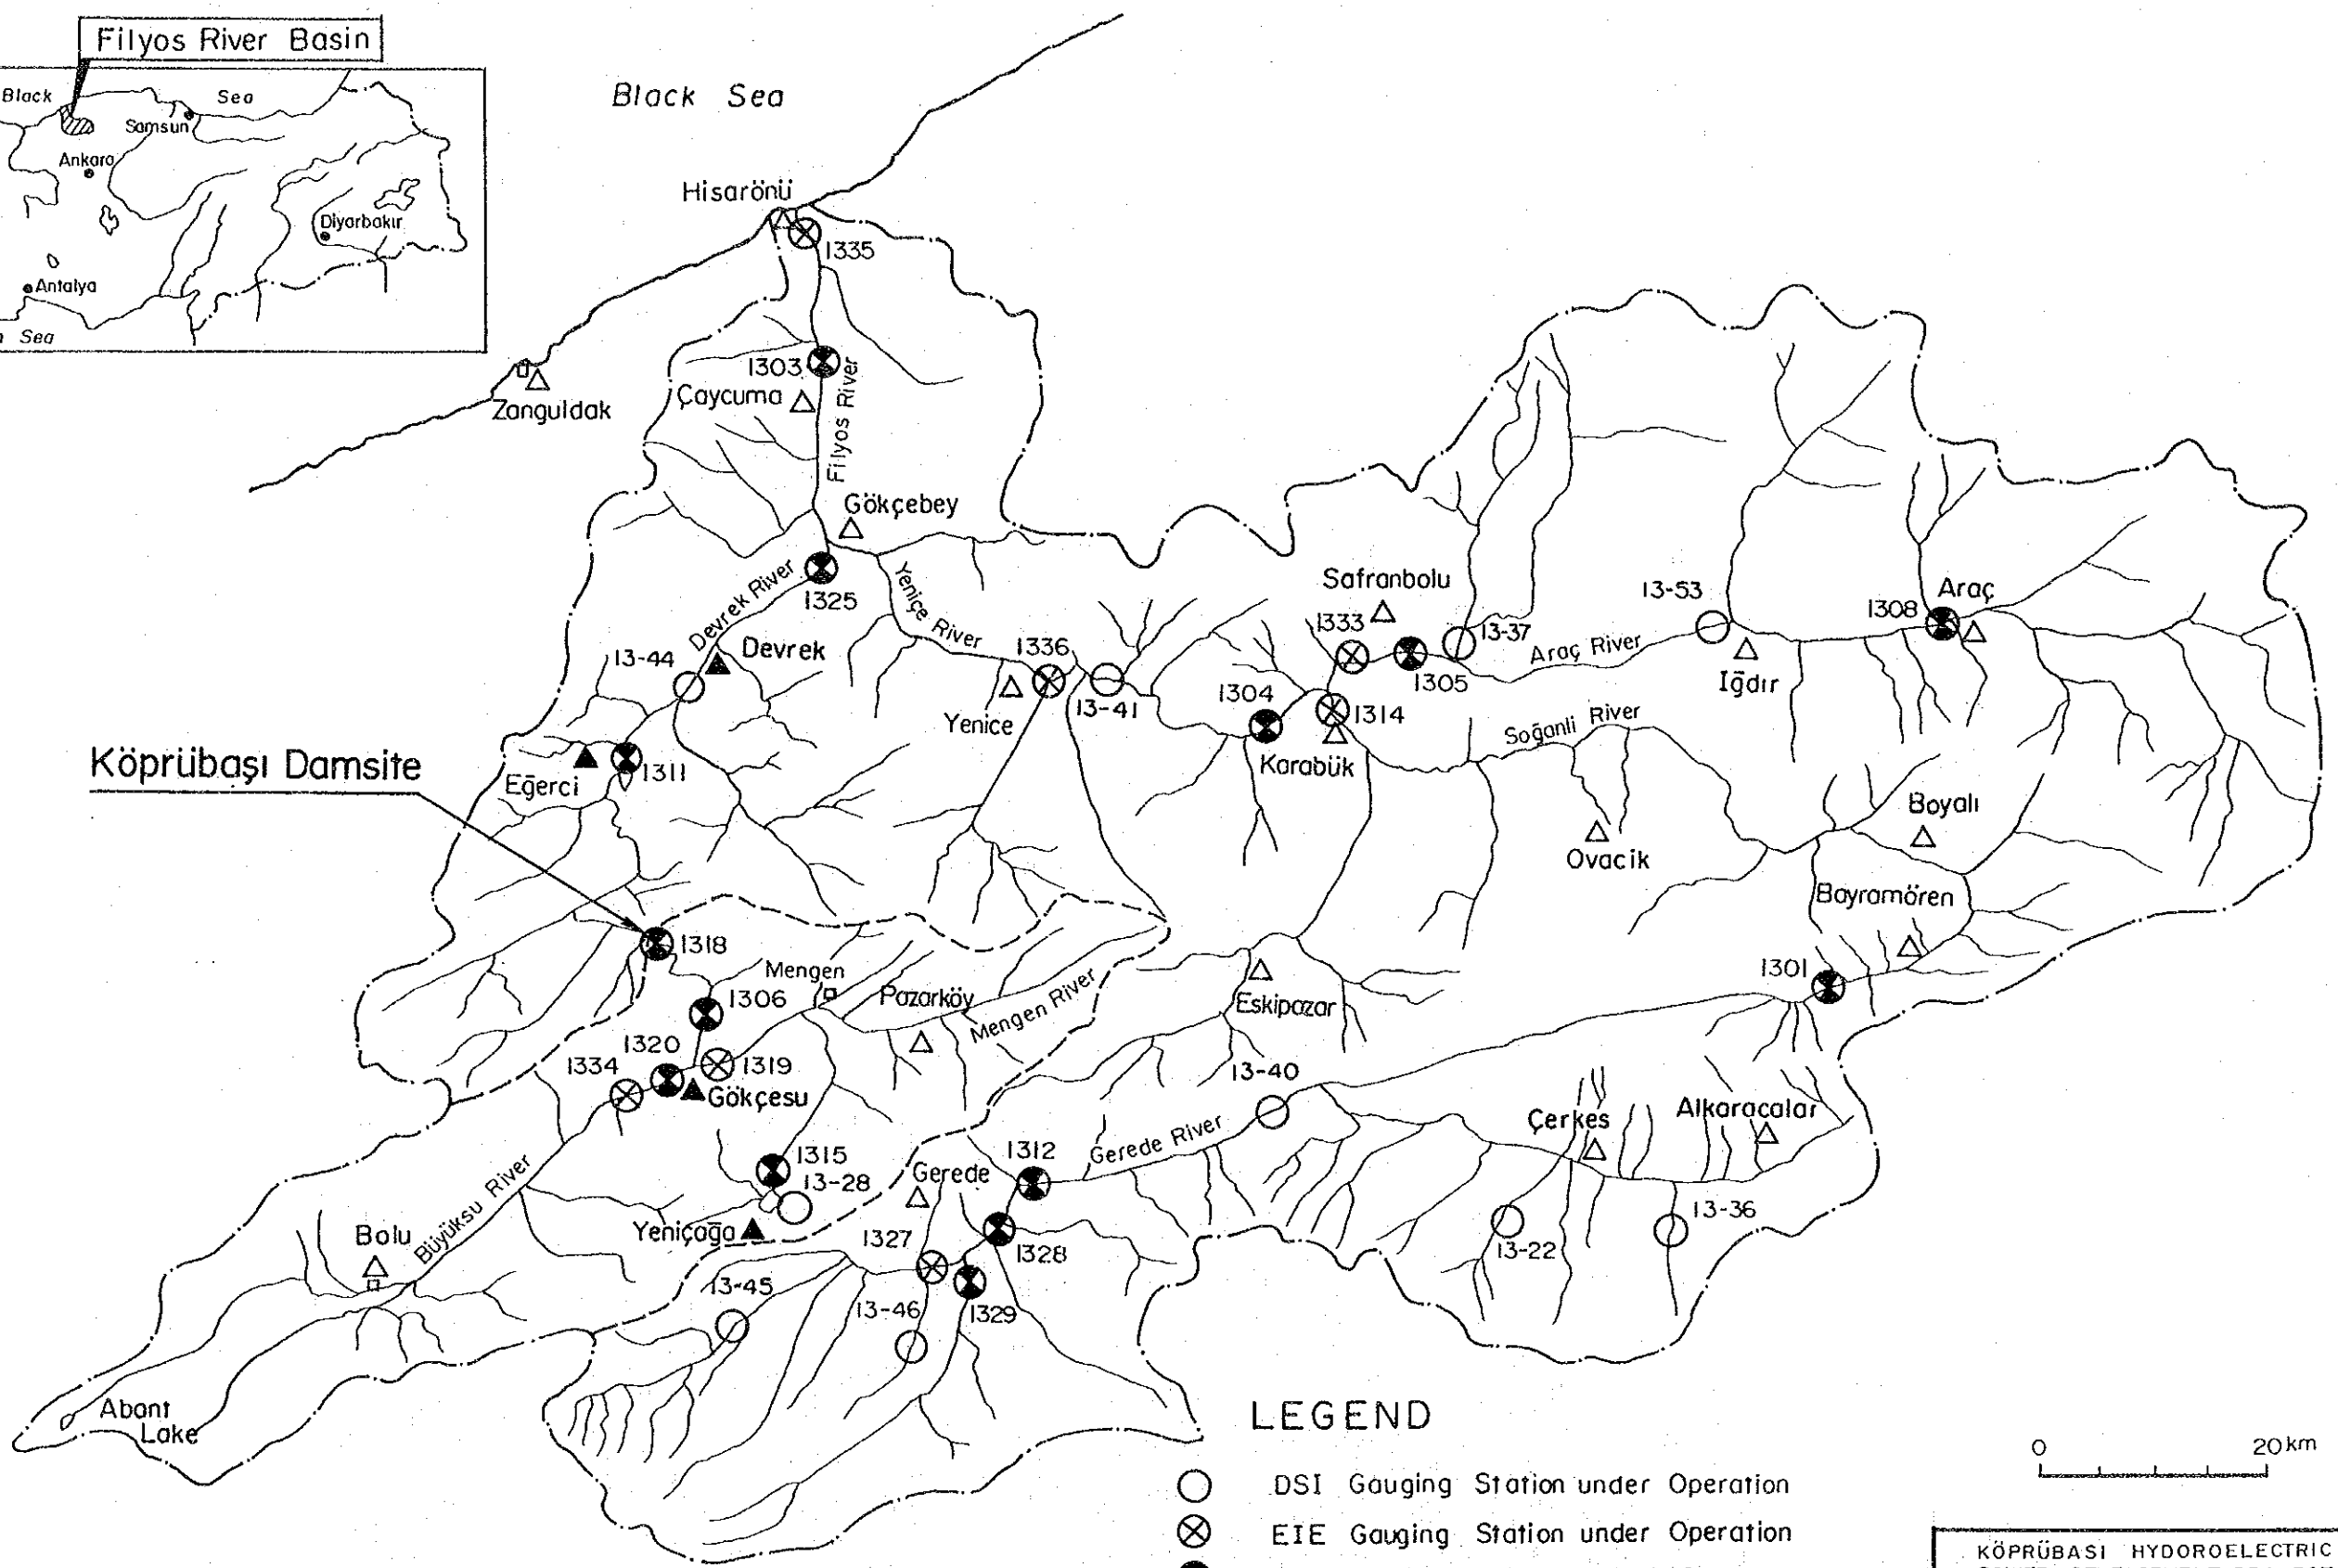 Filyos River Basin
Black Sea
Samsun
Ankara
Diyarbakır
Antalya
Sea
Black Sea
Hisarönü
1335
1303
Çaycuma
Filyos River
Zanguldak
Gökçebey
Devrek River
1325
Yeniçe River
Safranbolu
13-53
Araç
1308
1333
13-37
Araç River
13-44
Devrek
1336
1305
Iğdır
1304
13-41
1314
Yenice
Soğanli River
Köprübaşı Damsite
Karabük
Eğerci
1311
Boyalı
Ovacik
Bayramören
1318
Mengen
1301
1306
Pazarköy
Mengen River
Eskipazar
1320
1334
1319
13-40
Gökçesu
Çerkeş
Alkaracalar
Gerede River
1315
1312
Gerede
13-28
Büyüksu River
Yeniçağa
13-36
Bolu
1327
1328
13-22
13-45
13-46
1329
Abant
Lake
LEGEND
0 20km
DSI Gauging Station under Operation
EIE Gauging Station under Operation
KÖPRÜBAŞI HYDOROELECTRIC